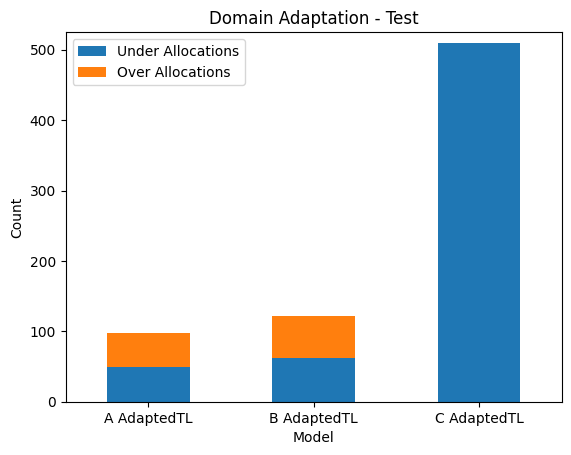 Domain Adaptation - Test
Under Allocations
Over Allocations
Count
500
400
300
200
100
0
A AdaptedTL
B AdaptedTL
C AdaptedTL
Model